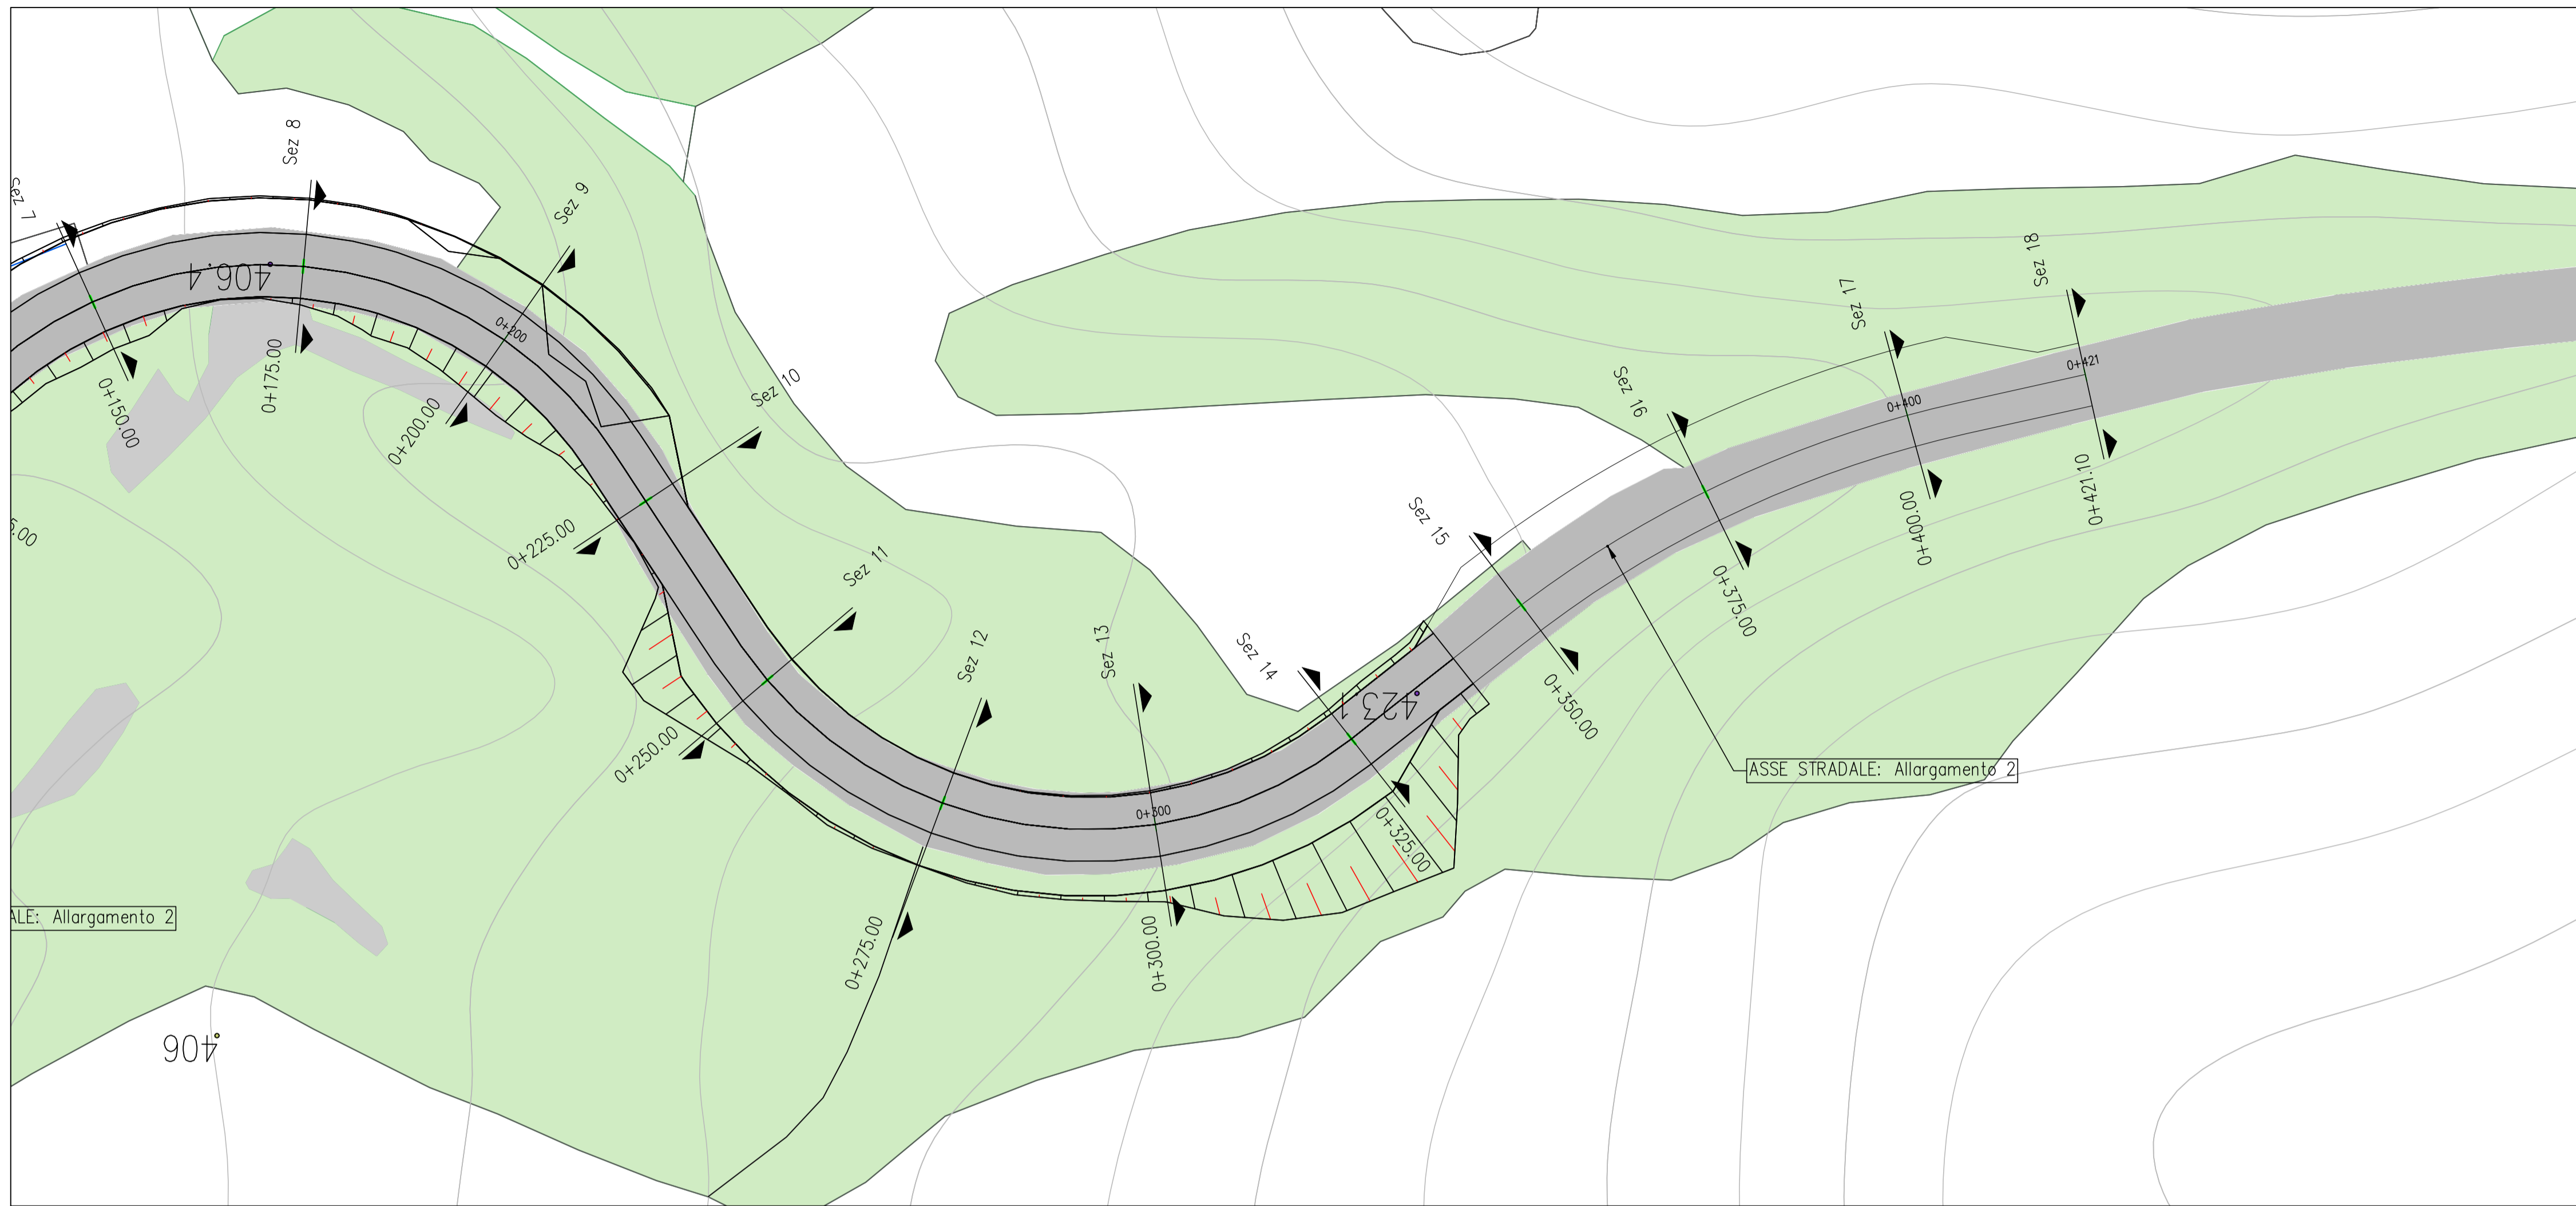 Sez 7
Sez 8
Sez 9
Sez 10
Sez 11
Sez 12
Sez 13
Sez 14
Sez 15
Sez 16
Sez 17
Sez 18
406.4
0+200
0+150.00
0+175.00
0+200.00
0+225.00
5.00
0+250.00
0+275.00
0+300
0+300.00
423.1
0+325.00
0+350.00
0+375.00
0+400
0+400.00
0+421
0+421.10
ASSE STRADALE: Allargamento 2
ALE: Allargamento 2
406